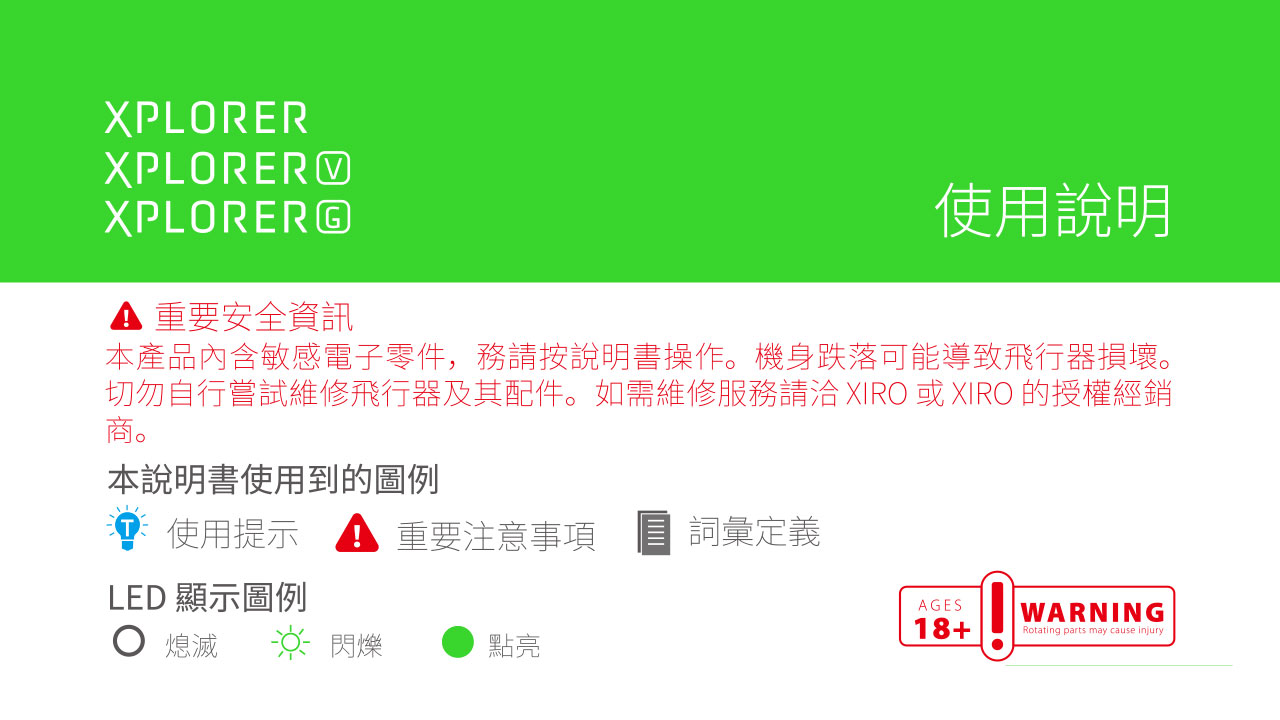 XPLORER
XPLORER V
XPLORER G
使用說明
重要安全資訊
本產品內含敏感電子零件，務請按說明書操作。機身跌落可能導致飛行器損壞。
切勿自行嘗試維修飛行器及其配件。如需維修服務請洽 XIRO 或 XIRO 的授權經銷
商。
本說明書使用到的圖例
T 使用提示 重要注意事項 詞彙定義
LED 顯示圖例
熄滅 閃爍 點亮
AGES
18+
WARNING
Rotating parts may cause injury